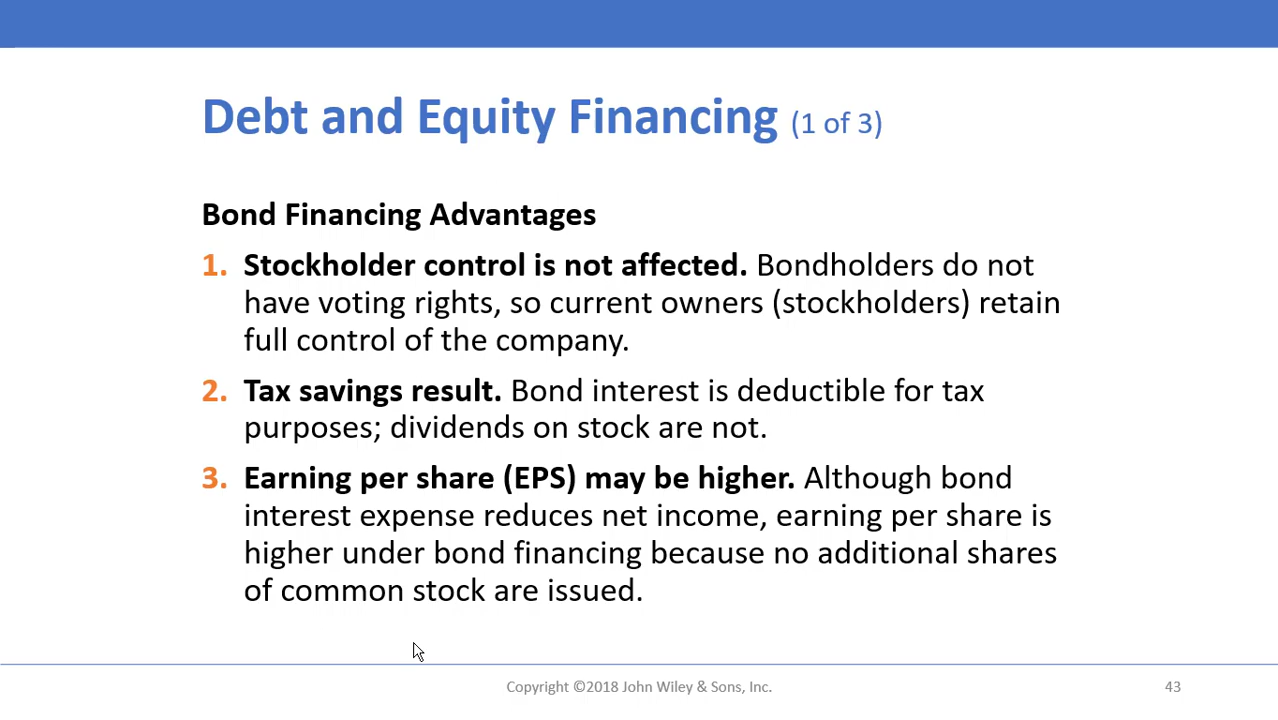 Debt and Equity Financing (1 of 3)
Bond Financing Advantages
1. Stockholder control is not affected. Bondholders do not
have voting rights, so current owners (stockholders) retain
full control of the company.
2. Tax savings result. Bond interest is deductible for tax
purposes; dividends on stock are not.
3. Earning per share (EPS) may be higher. Although bond
interest expense reduces net income, earning per share is
higher under bond financing because no additional shares
of common stock are issued.
Copyright ©2018 John Wiley & Sons, Inc.
43